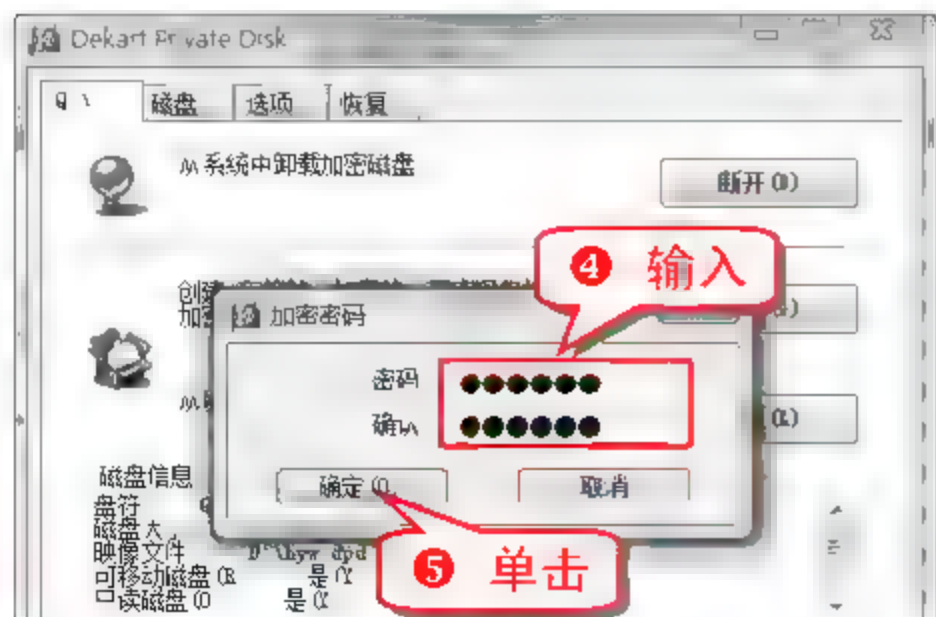 Dekart Private Disk
磁盘 选项 恢复
从系统中卸载加密磁盘
断开(D)
❹ 输入
创建
加密密码
密码 ●●●●●●
确认 ●●●●●●
确定 取消
磁盘信息
盘符
磁盘大
映像文件
可移动磁盘(R 是(Y
只读磁盘(O 是(Y
❺ 单击